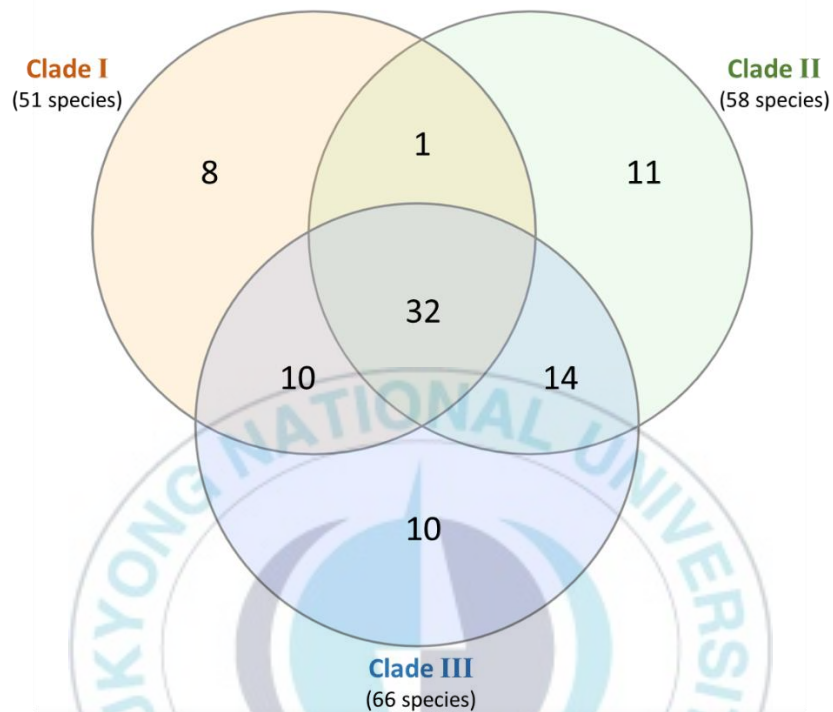 Clade I
(51 species)
Clade II
(58 species)
8
1
11
32
10
14
10
Clade III
(66 species)
UKYONG NATIONAL UNIVERSI